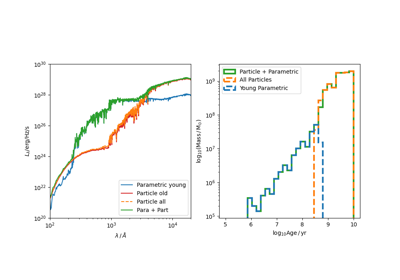 10^30
10^28
10^26
10^24
10^22
10^20
L_ν/erg/Hz/s
10^2
10^3
10^4
λ / Å
Parametric young
Particle old
Particle all
Para + Part
10^9
10^8
10^7
10^6
10^5
log_10(Mass / M_⊙)
5
6
7
8
9
10
log_10Age / yr
Particle + Parametric
All Particles
Young Parametric